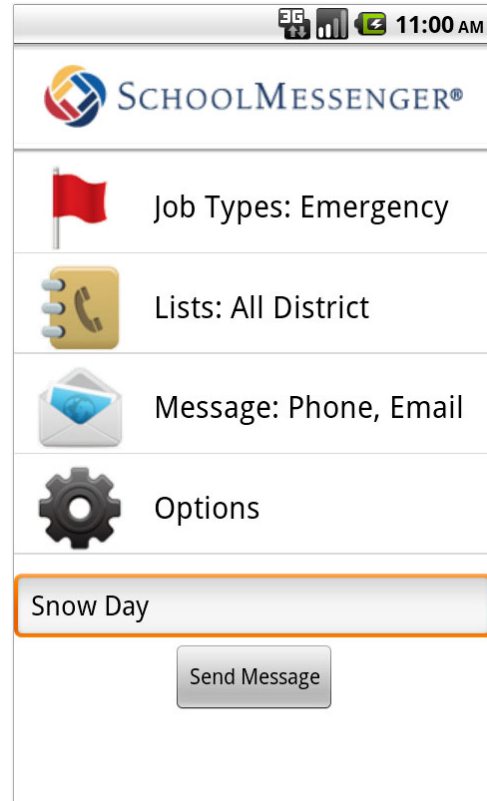 3G 11:00 AM
SCHOOLMESSENGER®
Job Types: Emergency
Lists: All District
Message: Phone, Email
Options
Snow Day
Send Message